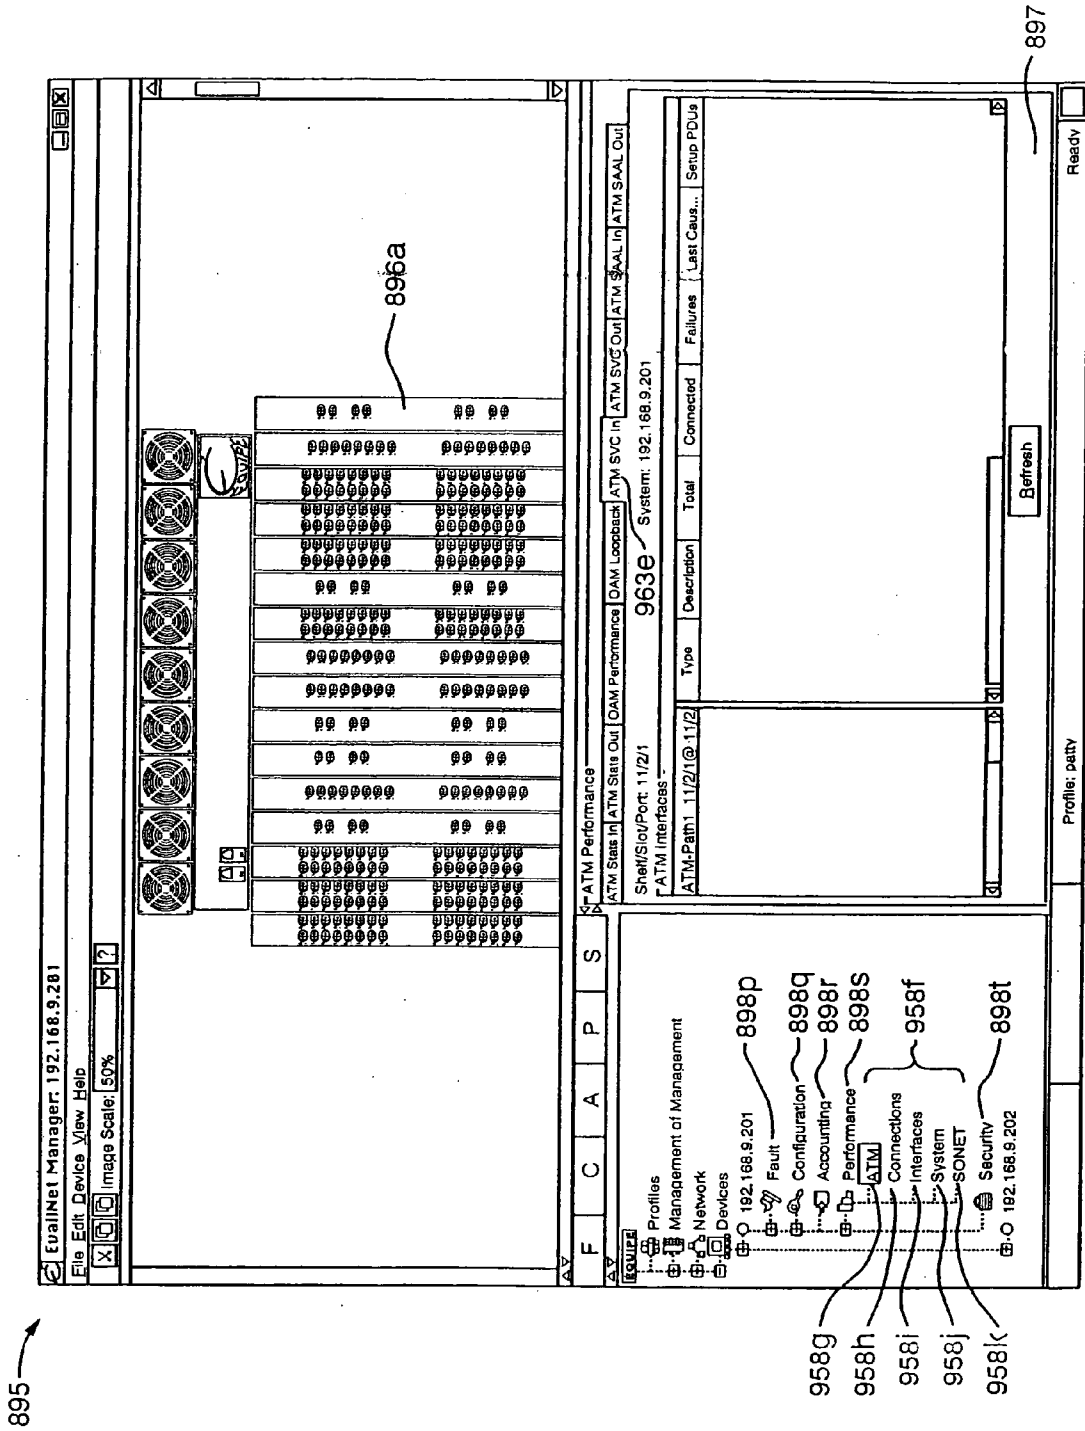 895
EualNet Manager: 192.168.9.281
File Edit Device View Help
Image Scale: 50%
?
EQUIPE
896a
F C A P S
EQUIPE
Profiles
Management of Management
Network
Devices
192.168.9.201
Fault
898p
Configuration
898q
Accounting
898r
Performance
898s
ATM
958g
Connections
958h
Interfaces
958i
System
958j
SONET
958k
958f
Security
898t
192.168.9.202
ATM Performance
ATM Stats In ATM Stats Out OAM Performance OAM Loopback ATM SVC In ATM SVC Out ATM SAAL In ATM SAAL Out
963e
Shelf/Slot/Port: 11/2/1 System: 192.168.9.201
ATM Interfaces
Type Description Total Connected Failures Last Caus... Setup PDUs
ATM-Path1 11/2/1@11/2/
Refresh
897
Profile: patty
Ready